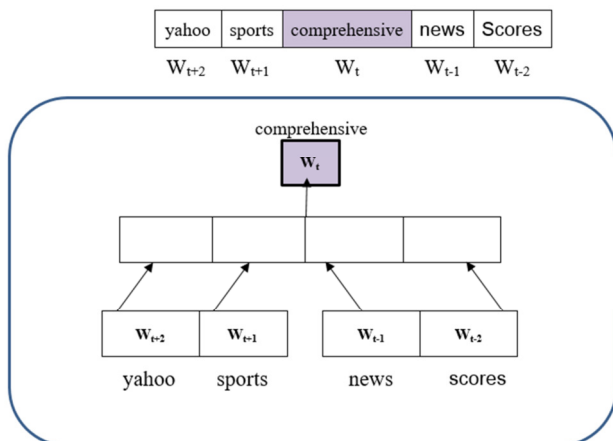 yahoo sports comprehensive news Scores
Wt+2 Wt+1 Wt Wt-1 Wt-2
comprehensive
Wt
Wt+2 Wt+1 Wt-1 Wt-2
yahoo sports news scores